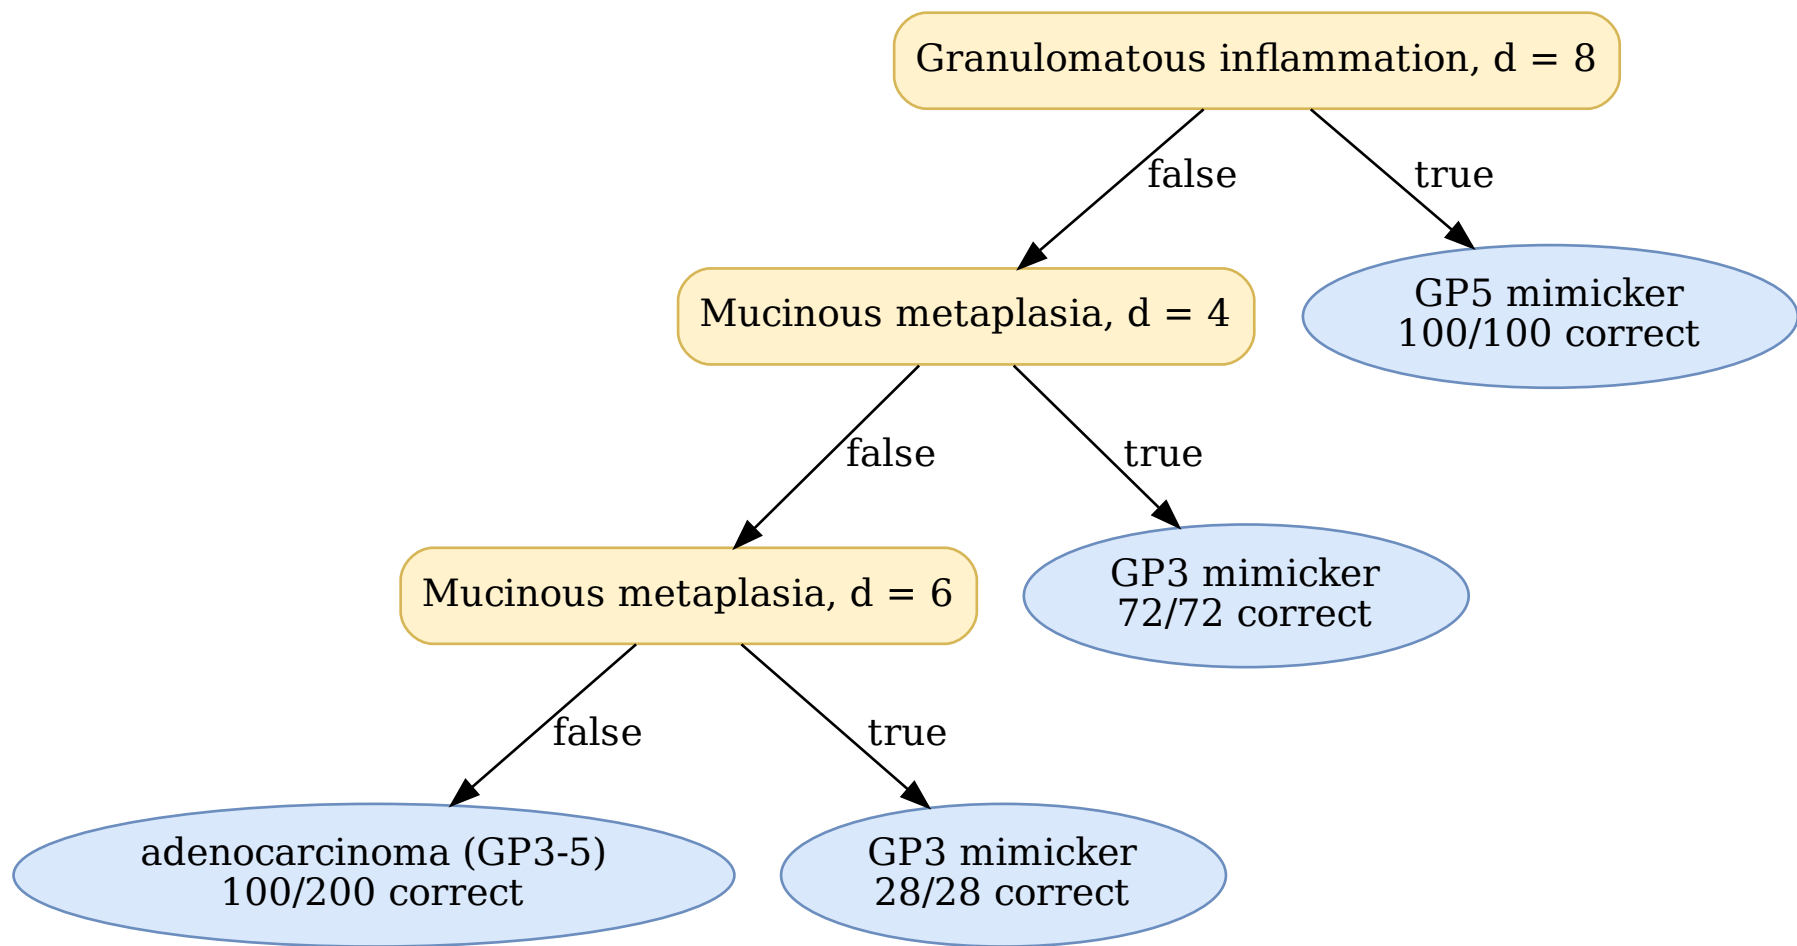 Granulomatous inflammation, d = 8
false
true
Mucinous metaplasia, d = 4
GP5 mimicker
100/100 correct
false
true
Mucinous metaplasia, d = 6
GP3 mimicker
72/72 correct
false
true
adenocarcinoma (GP3-5)
100/200 correct
GP3 mimicker
28/28 correct